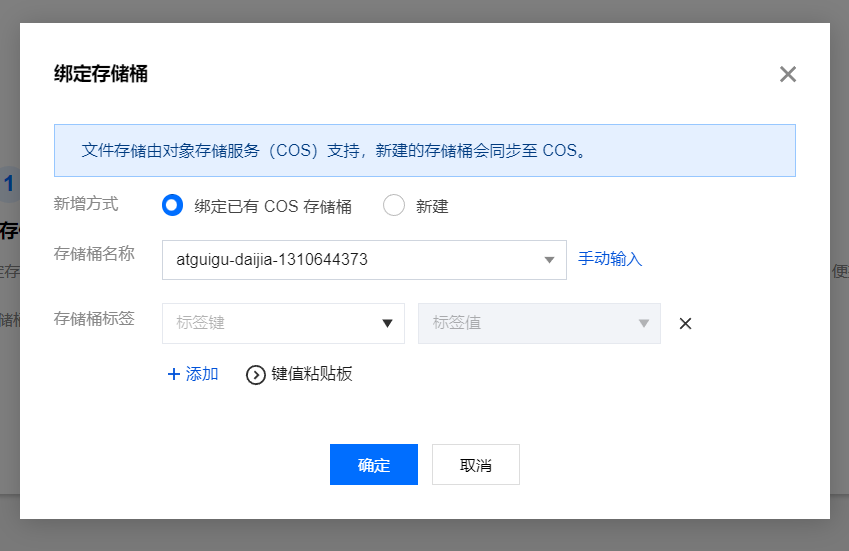 绑定存储桶
文件存储由对象存储服务（COS）支持，新建的存储桶会同步至 COS。
1
新增方式 绑定已有 COS 存储桶 新建
存储桶名称 atguigu-daijia-1310644373 手动输入
存储桶标签 标签键 标签值
+ 添加 键值粘贴板
确定 取消